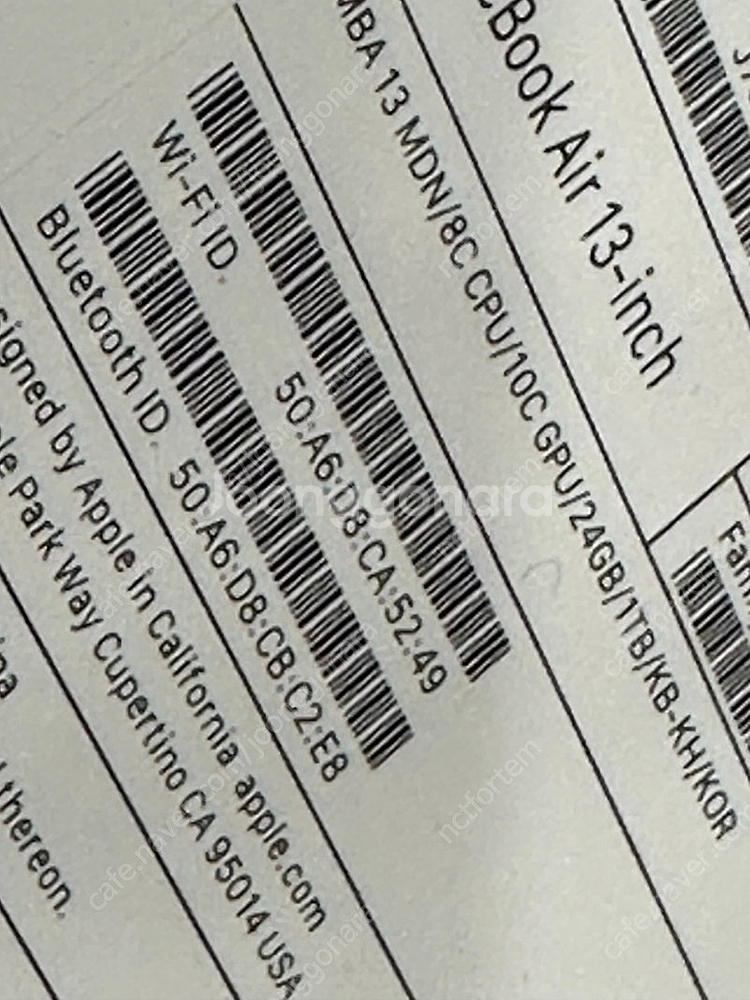 Book Air 13-inch
MBA 13 MDN/8C CPU/10C GPU/24GB/1TB/KB-KH/KOR
Wi-Fi ID.
50:A6:D8:CA:52:49
Bluetooth ID.
50:A6:D8:CB:C2:E8
signed by Apple in California apple.com
Park Way Cupertino CA 95014 USA
thereon.
Joonggonara
nctfortem